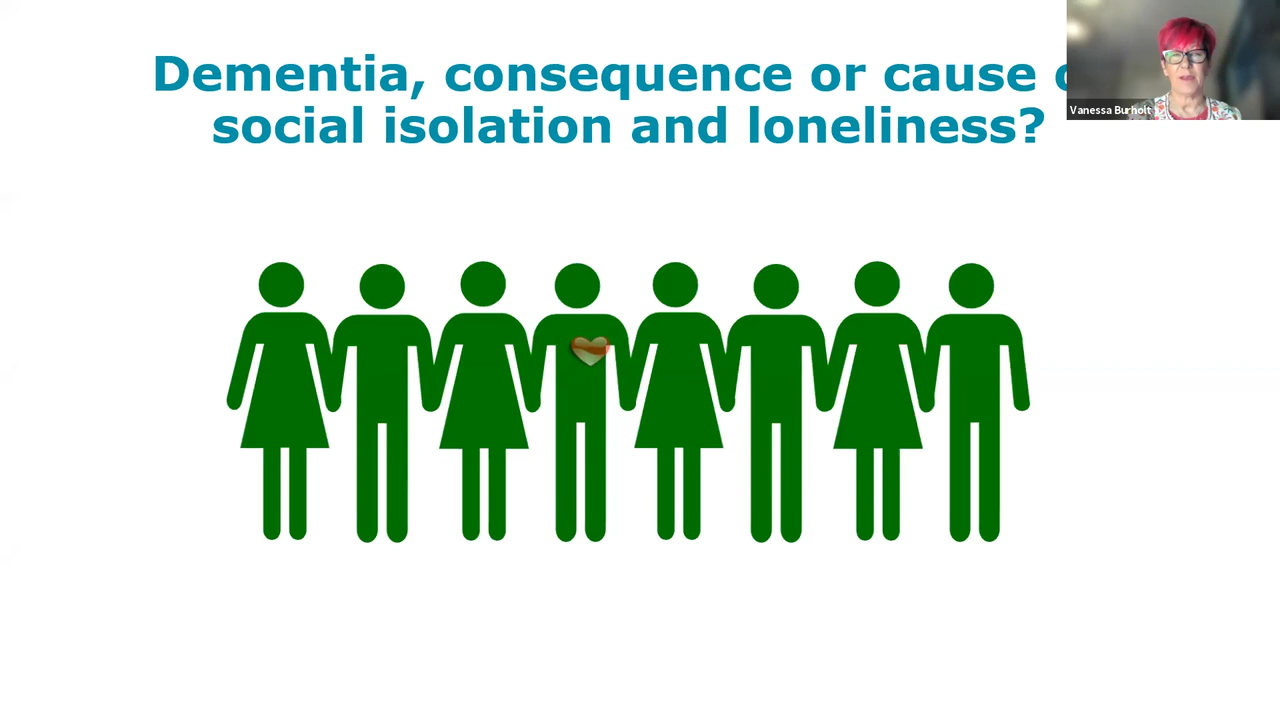 Dementia, consequence or cause
social isolation and loneliness?
Vanessa Burholt